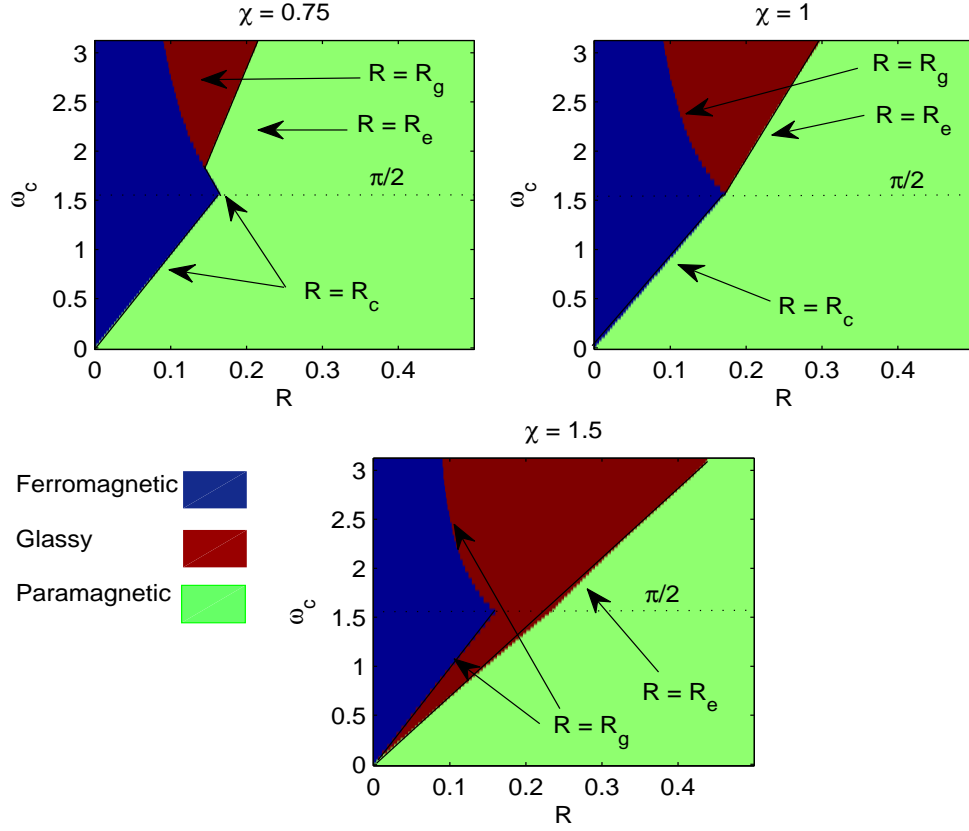 χ = 0.75
3
2.5
2
1.5
1
0.5
0
ω_c
R = R_g
R = R_e
π/2
R = R_c
0
0.1
0.2
0.3
0.4
R
χ = 1
3
2.5
2
1.5
1
0.5
0
ω_c
R = R_g
R = R_e
π/2
R = R_c
0
0.1
0.2
0.3
0.4
R
Ferromagnetic
Glassy
Paramagnetic
χ = 1.5
3
2.5
2
1.5
1
0.5
0
ω_c
π/2
R = R_e
R = R_g
0
0.1
0.2
0.3
0.4
0.5
R